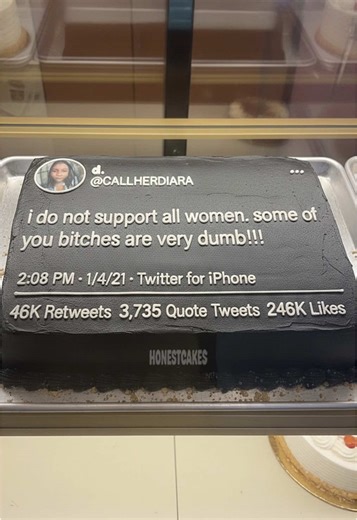 d.
@CALLHERDIARA
...
i do not support all women. some of
you bitches are very dumb!!!
2:08 PM · 1/4/21 · Twitter for iPhone
46K Retweets 3,735 Quote Tweets 246K Likes
HONESTCAKES